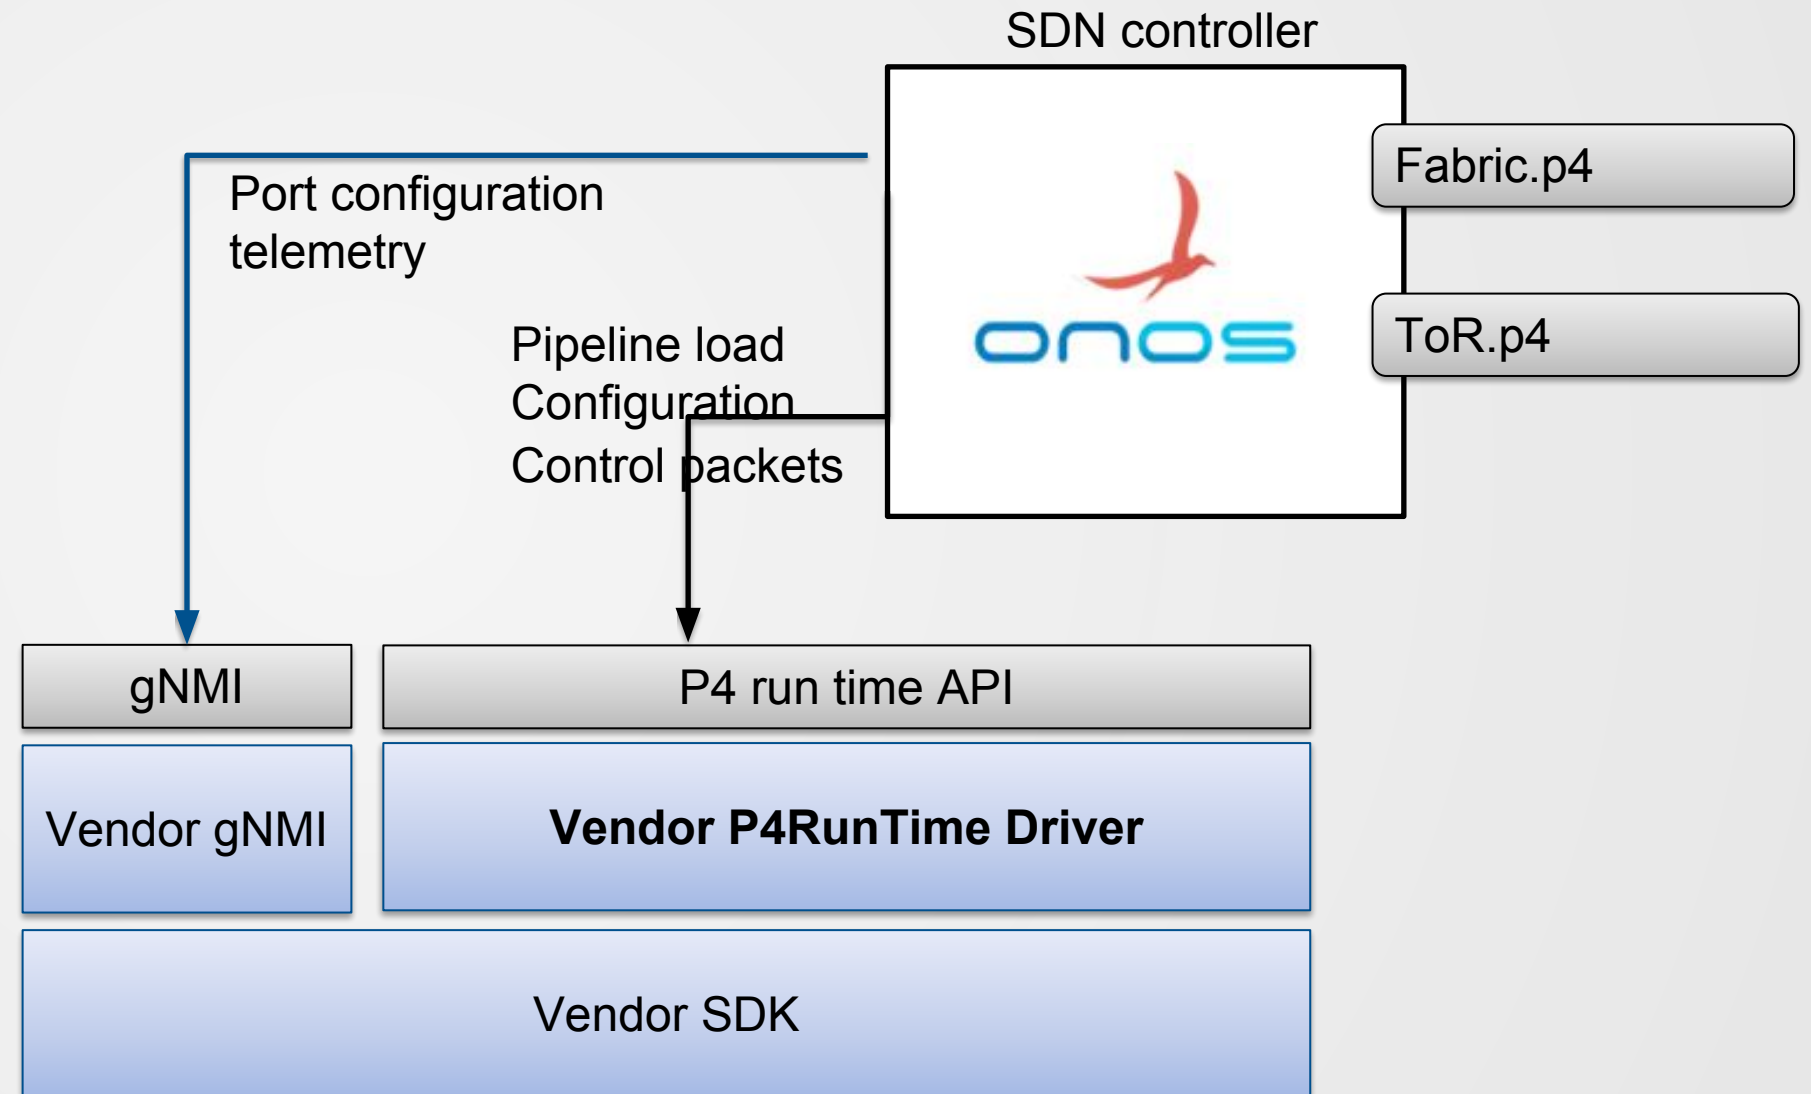 SDN controller
Fabric.p4
Port configuration
telemetry
onos
ToR.p4
Pipeline load
Configuration
Control packets
gNMI
P4 run time API
Vendor gNMI
Vendor P4RunTime Driver
Vendor SDK